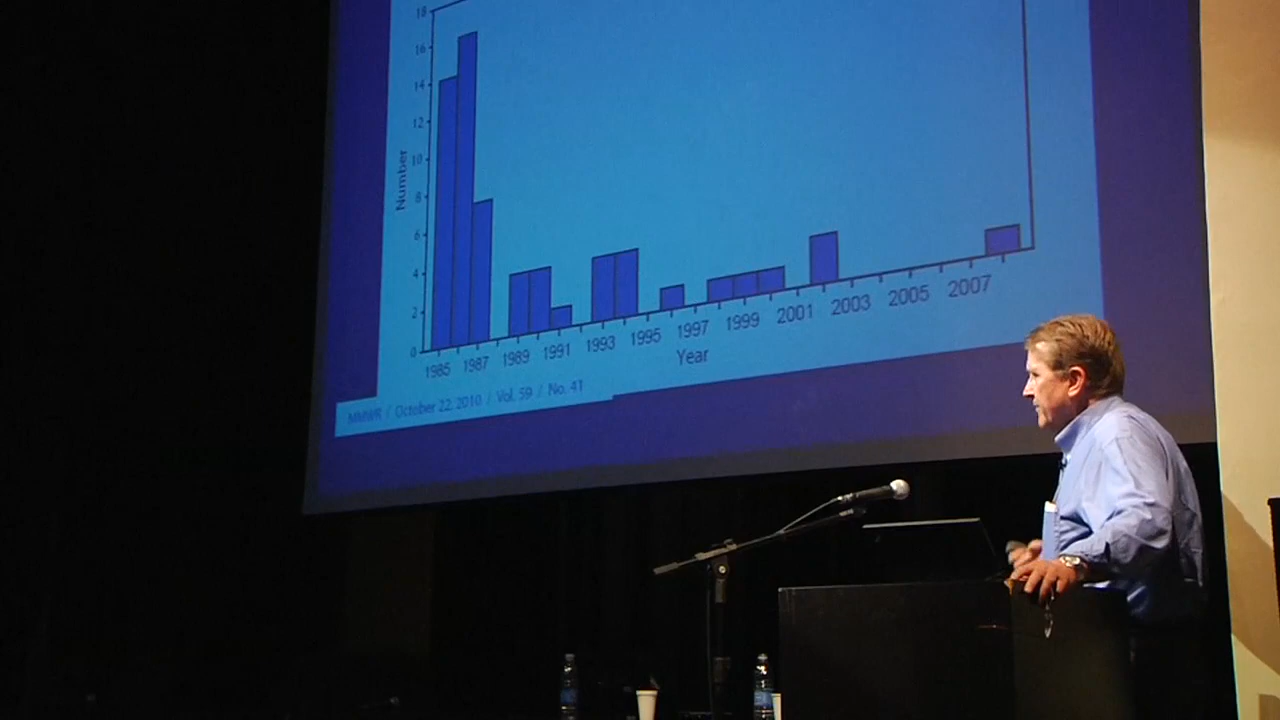 18
16
14
12
10
8
6
4
2
0
Number
1985 1987 1989 1991 1993 1995 1997 1999 2001 2003 2005 2007
Year
MMWR / October 22, 2010 / Vol. 59 / No. 41